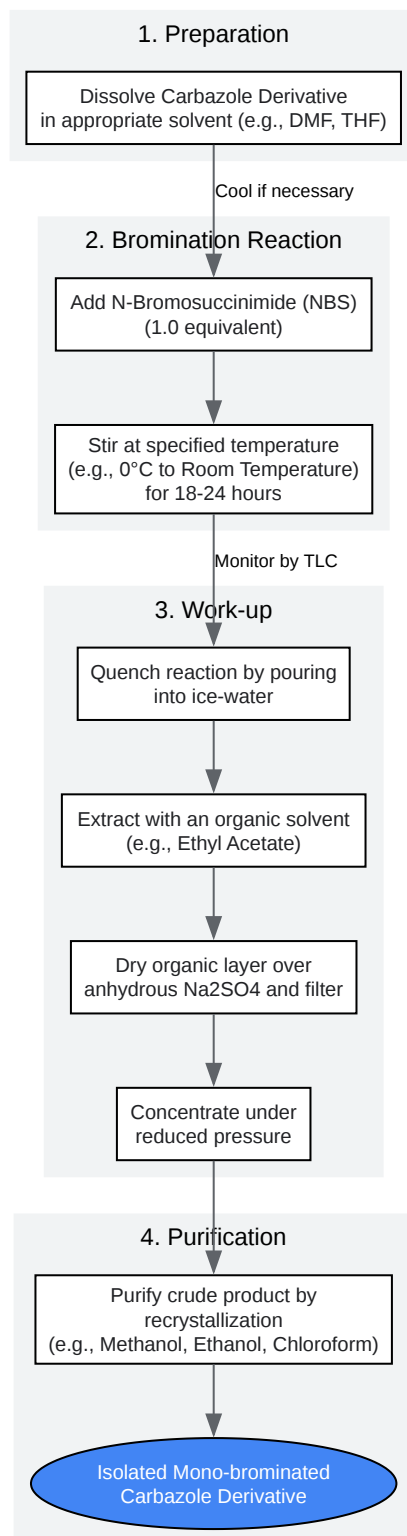 1. Preparation
Dissolve Carbazole Derivative
in appropriate solvent (e.g., DMF, THF)
Cool if necessary
2. Bromination Reaction
Add N-Bromosuccinimide (NBS)
(1.0 equivalent)
Stir at specified temperature
(e.g., 0°C to Room Temperature)
for 18-24 hours
Monitor by TLC
3. Work-up
Quench reaction by pouring
into ice-water
Extract with an organic solvent
(e.g., Ethyl Acetate)
Dry organic layer over
anhydrous Na2SO4 and filter
Concentrate under
reduced pressure
4. Purification
Purify crude product by
recrystallization
(e.g., Methanol, Ethanol, Chloroform)
Isolated Mono-brominated
Carbazole Derivative